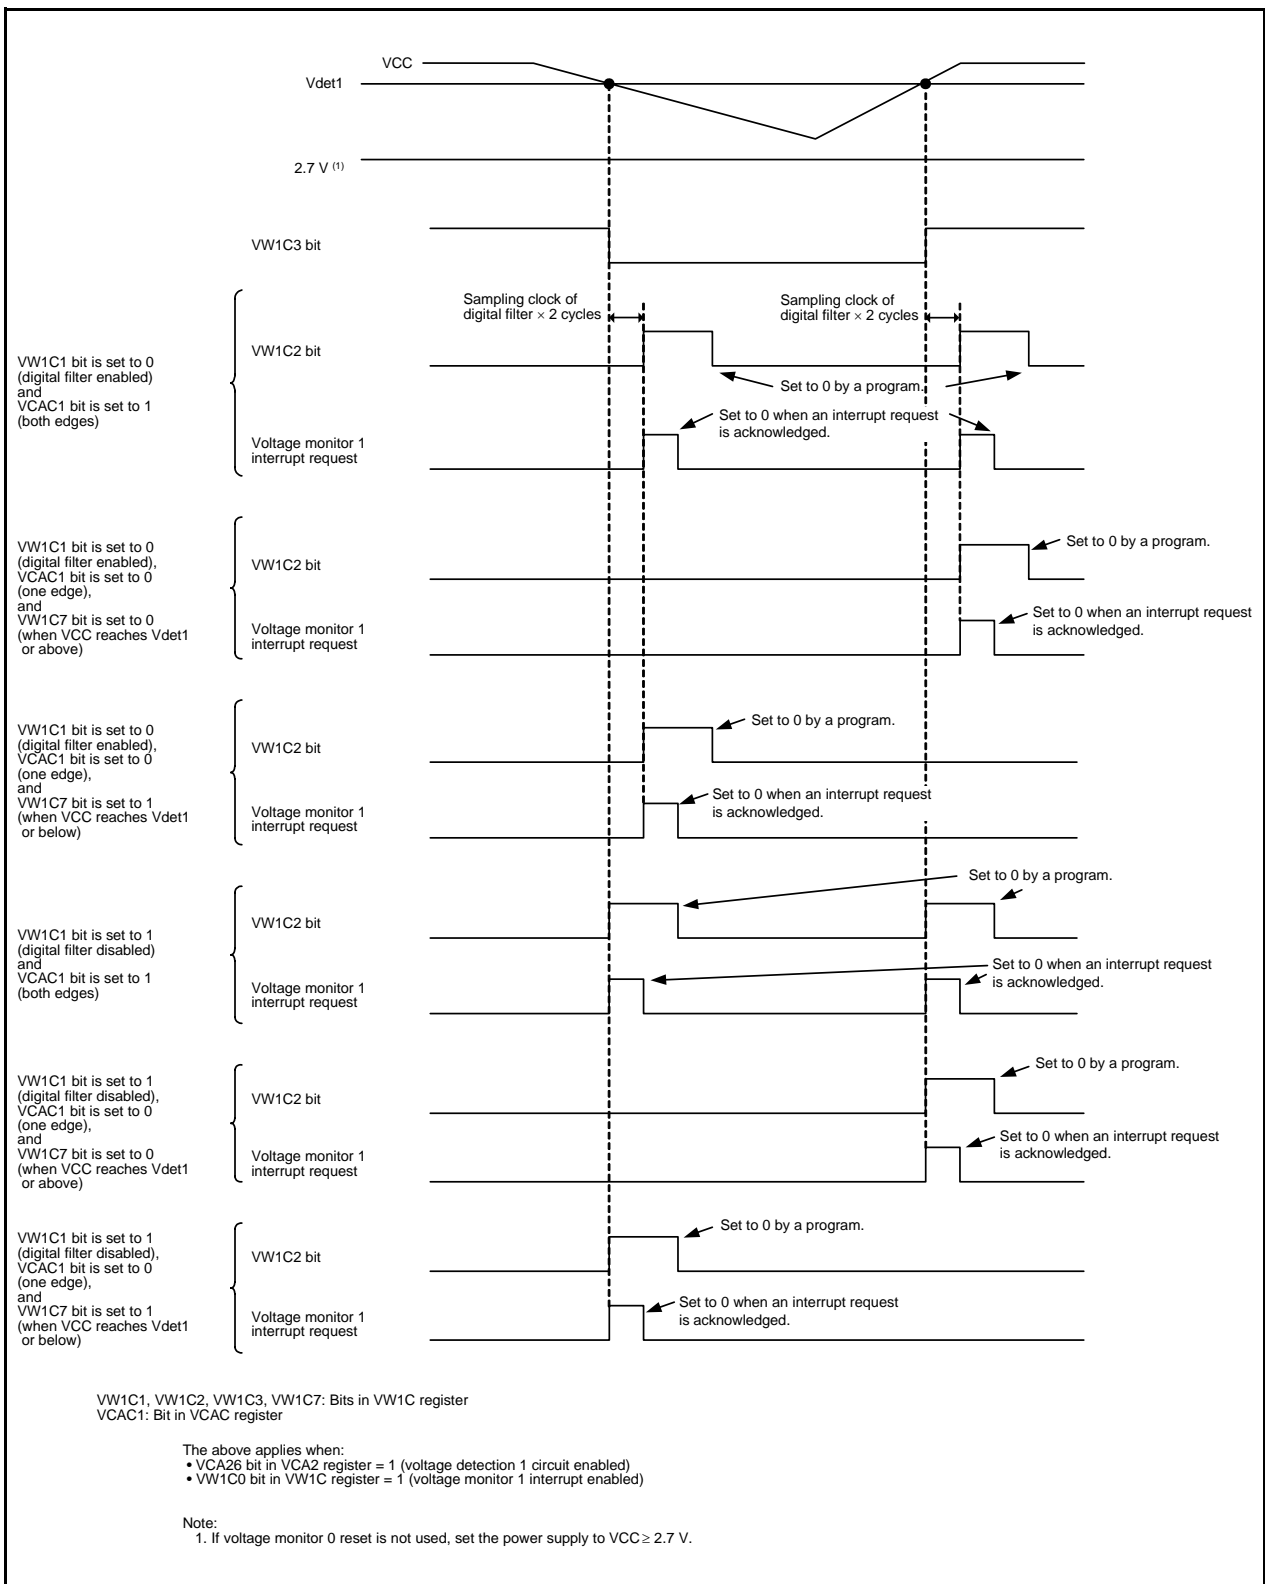 VCC
Vdet1
2.7 V (1)
VW1C3 bit
Sampling clock of
digital filter × 2 cycles
Sampling clock of
digital filter × 2 cycles
VW1C1 bit is set to 0
(digital filter enabled)
and
VCAC1 bit is set to 1
(both edges)
VW1C2 bit
Set to 0 by a program.
Set to 0 when an interrupt request
is acknowledged.
Voltage monitor 1
interrupt request
VW1C1 bit is set to 0
(digital filter enabled),
VCAC1 bit is set to 0
(one edge),
and
VW1C7 bit is set to 0
(when VCC reaches Vdet1
or above)
VW1C2 bit
Set to 0 by a program.
Voltage monitor 1
interrupt request
Set to 0 when an interrupt request
is acknowledged.
VW1C1 bit is set to 0
(digital filter enabled),
VCAC1 bit is set to 0
(one edge),
and
VW1C7 bit is set to 1
(when VCC reaches Vdet1
or below)
VW1C2 bit
Set to 0 by a program.
Voltage monitor 1
interrupt request
Set to 0 when an interrupt request
is acknowledged.
VW1C1 bit is set to 1
(digital filter disabled)
and
VCAC1 bit is set to 1
(both edges)
VW1C2 bit
Set to 0 by a program.
Voltage monitor 1
interrupt request
Set to 0 when an interrupt request
is acknowledged.
VW1C1 bit is set to 1
(digital filter disabled),
VCAC1 bit is set to 0
(one edge),
and
VW1C7 bit is set to 0
(when VCC reaches Vdet1
or above)
VW1C2 bit
Set to 0 by a program.
Voltage monitor 1
interrupt request
Set to 0 when an interrupt request
is acknowledged.
VW1C1 bit is set to 1
(digital filter disabled),
VCAC1 bit is set to 0
(one edge),
and
VW1C7 bit is set to 1
(when VCC reaches Vdet1
or below)
VW1C2 bit
Set to 0 by a program.
Voltage monitor 1
interrupt request
Set to 0 when an interrupt request
is acknowledged.
VW1C1, VW1C2, VW1C3, VW1C7: Bits in VW1C register
VCAC1: Bit in VCAC register
The above applies when:
• VCA26 bit in VCA2 register = 1 (voltage detection 1 circuit enabled)
• VW1C0 bit in VW1C register = 1 (voltage monitor 1 interrupt enabled)
Note:
1. If voltage monitor 0 reset is not used, set the power supply to VCC ≥ 2.7 V.